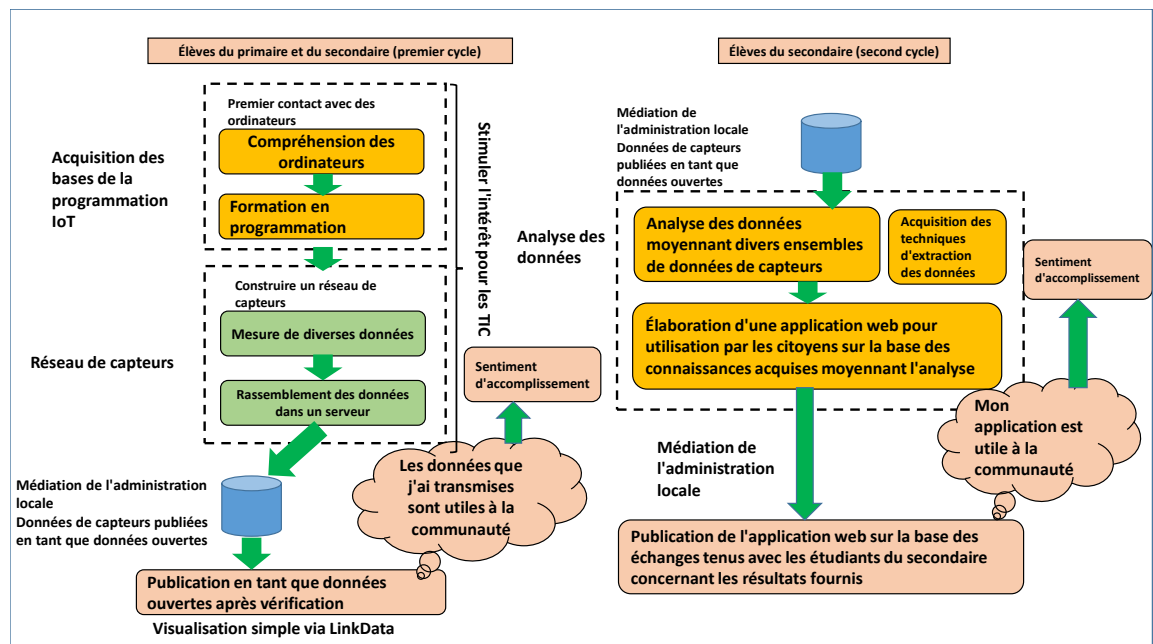 Élèves du primaire et du secondaire (premier cycle)
Premier contact avec des
ordinateurs
Compréhension des
ordinateurs
Formation en
programmation
Acquisition des
bases de la
programmation
IoT
Construire un réseau de
capteurs
Mesure de diverses données
Rassemblement des données
dans un serveur
Réseau de capteurs
Stimuler l'intérêt pour les TIC
Sentiment
d'accomplissement
Les données que
j'ai transmises
sont utiles à la
communauté
Médiation de l'administration
locale
Données de capteurs publiées
en tant que données ouvertes
Publication en tant que données
ouvertes après vérification
Visualisation simple via LinkData
Élèves du secondaire (second cycle)
Médiation de
l'administration locale
Données de capteurs
publiées en tant que
données ouvertes
Analyse des
données
Analyse des données
moyennant divers ensembles
de données de capteurs
Acquisition des
techniques
d'extraction
des données
Élaboration d'une application web pour
utilisation par les citoyens sur la base des
connaissances acquises moyennant l'analyse
Sentiment
d'accomplissement
Mon
application est
utile à la
communauté
Médiation de
l'administration
locale
Publication de l'application web sur la base des
échanges tenus avec les étudiants du secondaire
concernant les résultats fournis